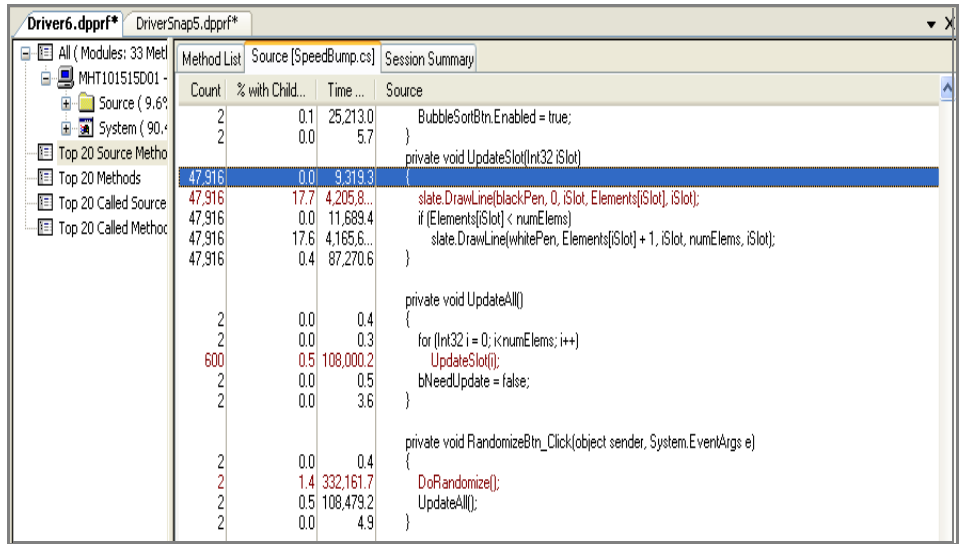 Driver6.dpprf* DriverSnap5.dpprf*
All ( Modules: 33 Metl
MHT101515D01 -
Source ( 9.6%
System ( 90.4
Top 20 Source Metho
Top 20 Methods
Top 20 Called Source
Top 20 Called Method
Method List Source [SpeedBump.cs] Session Summary
Count % with Child... Time ... Source
2 0.1 25,213.0 BubbleSortBtn.Enabled = true;
2 0.0 5.7 }
private void UpdateSlot(Int32 iSlot)
47,916 0.0 9,319.3 {
47,916 17.7 4,205,8... slate.DrawLine(blackPen, 0, iSlot, Elements[iSlot], iSlot);
47,916 0.0 11,689.4 if (Elements[iSlot] < numElems)
47,916 17.6 4,165,6... slate.DrawLine(whitePen, Elements[iSlot] + 1, iSlot, numElems, iSlot);
47,916 0.4 87,270.6 }
private void UpdateAll()
2 0.0 0.4 {
2 0.0 0.3 for (Int32 i = 0; i<numElems; i++)
600 0.5 108,000.2 UpdateSlot(i);
2 0.0 0.5 bNeedUpdate = false;
2 0.0 3.6 }
private void RandomizeBtn_Click(object sender, System.EventArgs e)
2 0.0 0.4 {
2 1.4 332,161.7 DoRandomize();
2 0.5 108,479.2 UpdateAll();
2 0.0 4.9 }